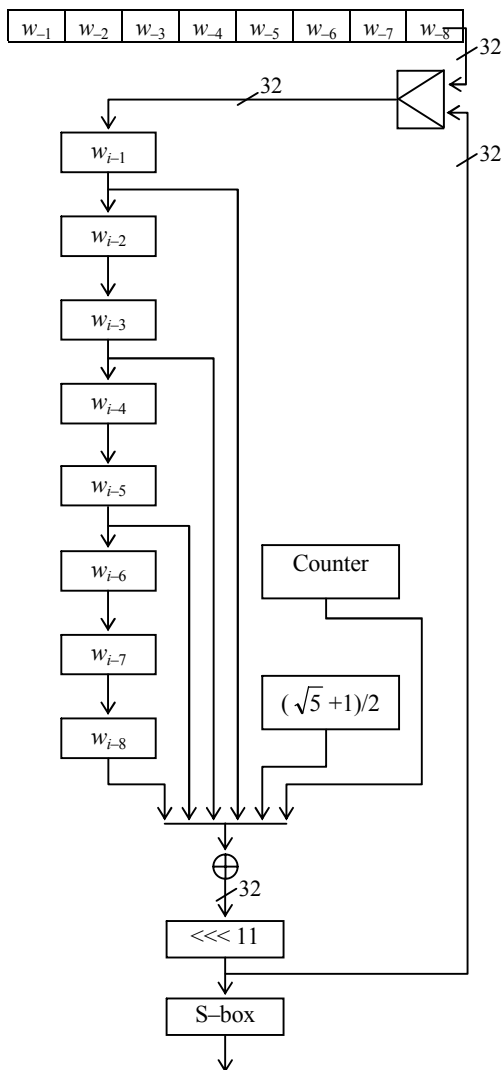 w–1 w–2 w–3 w–4 w–5 w–6 w–7 w–8
32
32
32
wi–1
wi–2
wi–3
wi–4
wi–5
Counter
wi–6
wi–7
(√5 +1)/2
wi–8
32
<<< 11
S–box